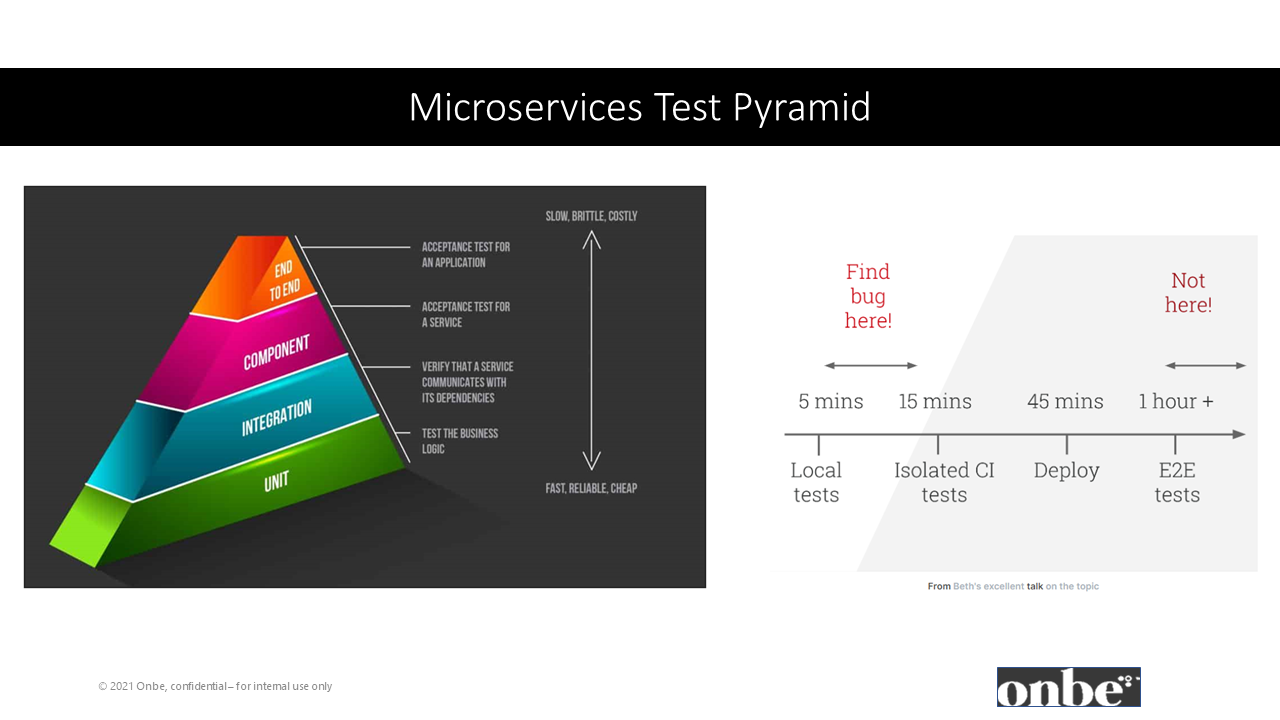 Microservices Test Pyramid
SLOW, BRITTLE, COSTLY
END
TO END
ACCEPTANCE TEST FOR
AN APPLICATION
COMPONENT
ACCEPTANCE TEST FOR
A SERVICE
INTEGRATION
VERIFY THAT A SERVICE
COMMUNICATES WITH
ITS DEPENDENCIES
UNIT
TEST THE BUSINESS
LOGIC
FAST, RELIABLE, CHEAP
Find
bug
here!
Not
here!
5 mins 15 mins 45 mins 1 hour +
Local
tests
Isolated CI
tests
Deploy
E2E
tests
From Beth's excellent talk on the topic
© 2021 Onbe, confidential – for internal use only
onbe